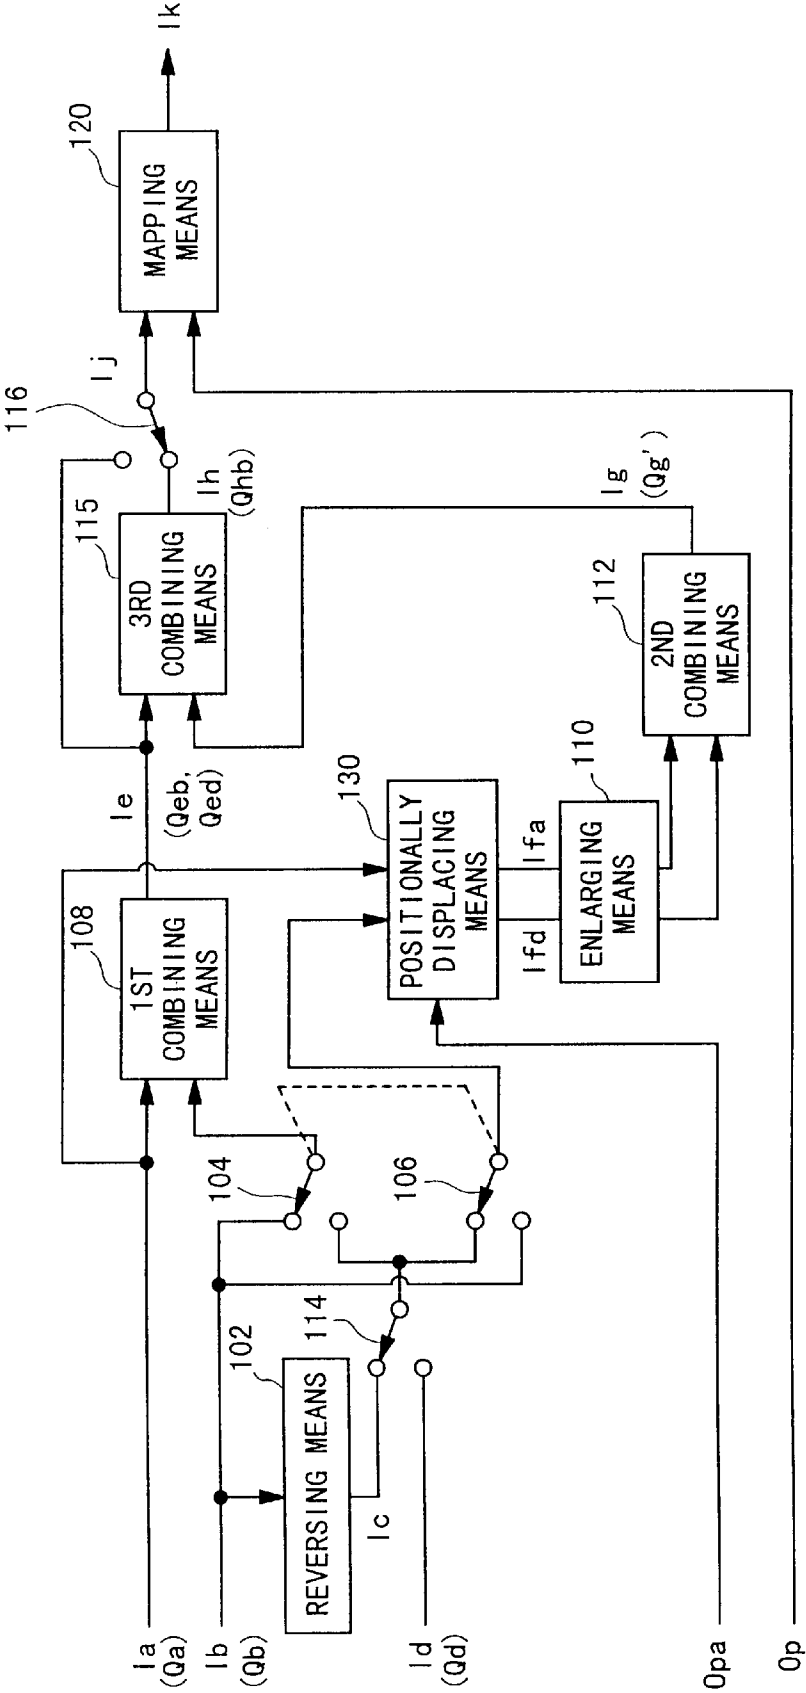 Ia
(Qa)
Ib
(Qb)
Id
(Qd)
Opa
Op
REVERSING MEANS
102
Ic
114
104
106
1ST
COMBINING
MEANS
108
Ie
(Qeb,
Qed)
POSITIONALLY
DISPLACING
MEANS
130
Ifd
Ifa
ENLARGING
MEANS
110
2ND
COMBINING
MEANS
112
Ig
(Qg')
3RD
COMBINING
MEANS
115
Ih
(Qhb)
116
Ij
MAPPING
MEANS
120
Ik